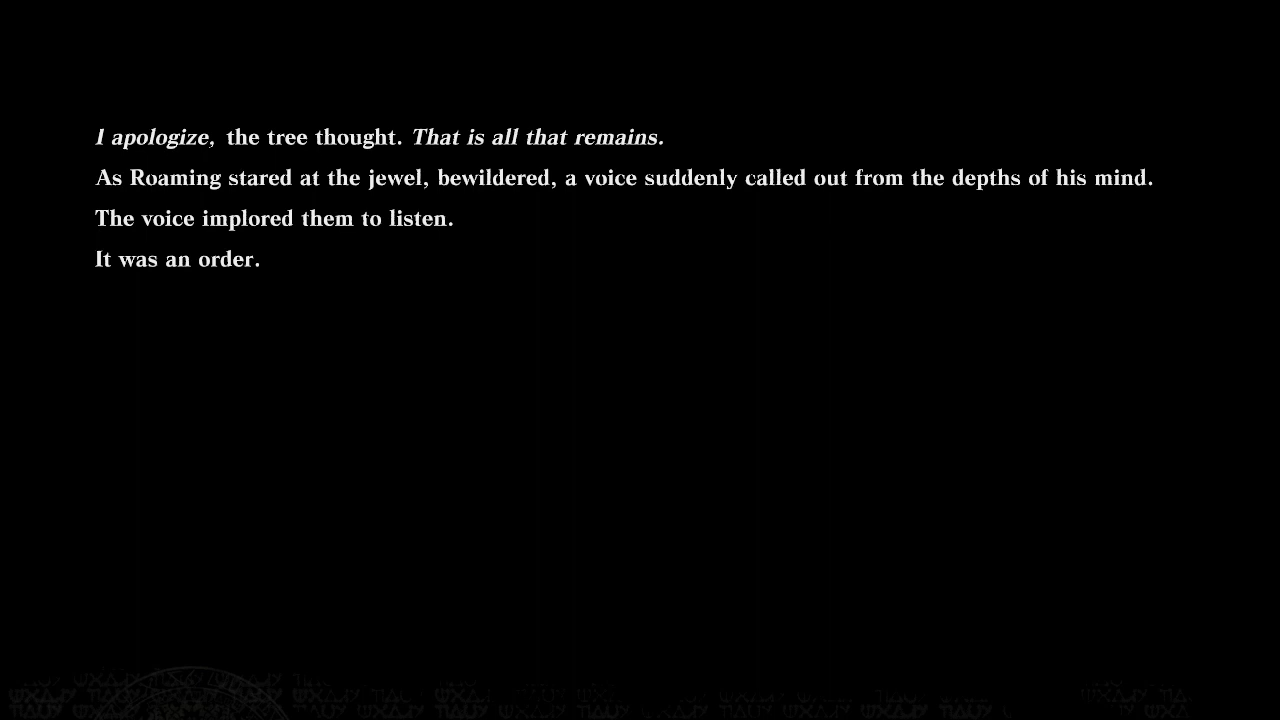 I apologize, the tree thought. That is all that remains.
As Roaming stared at the jewel, bewildered, a voice suddenly called out from the depths of his mind.
The voice implored them to listen.
It was an order.